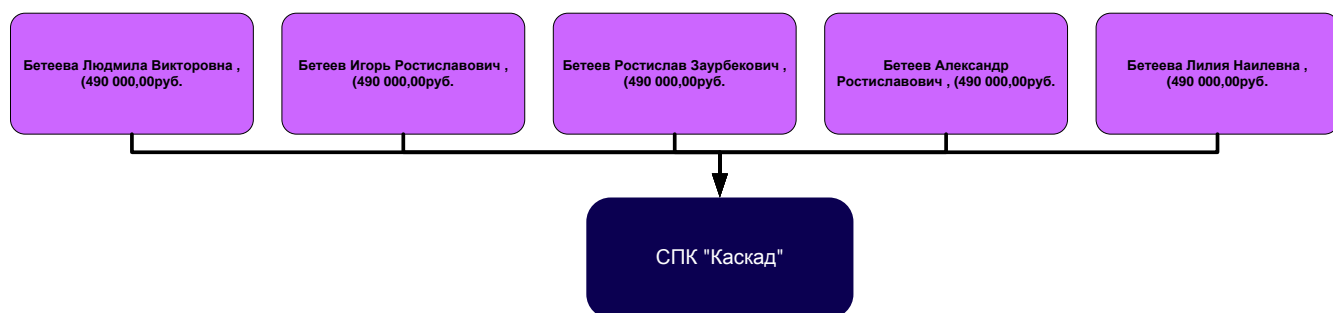 Бетеева Людмила Викторовна ,
(490 000,00руб.
Бетеев Игорь Ростиславович ,
(490 000,00руб.
Бетеев Ростислав Заурбекович ,
(490 000,00руб.
Бетеев Александр
Ростиславович , (490 000,00руб.
Бетеева Лилия Наилевна ,
(490 000,00руб.
СПК "Каскад"